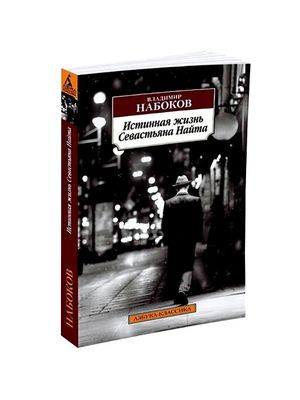 ВЛАДИМИР
НАБОКОВ
Истинная жизнь
Севастьяна Найта
АЗБУКА-КЛАССИКА
НАБОКОВ
Истинная жизнь Севастьяна Найта